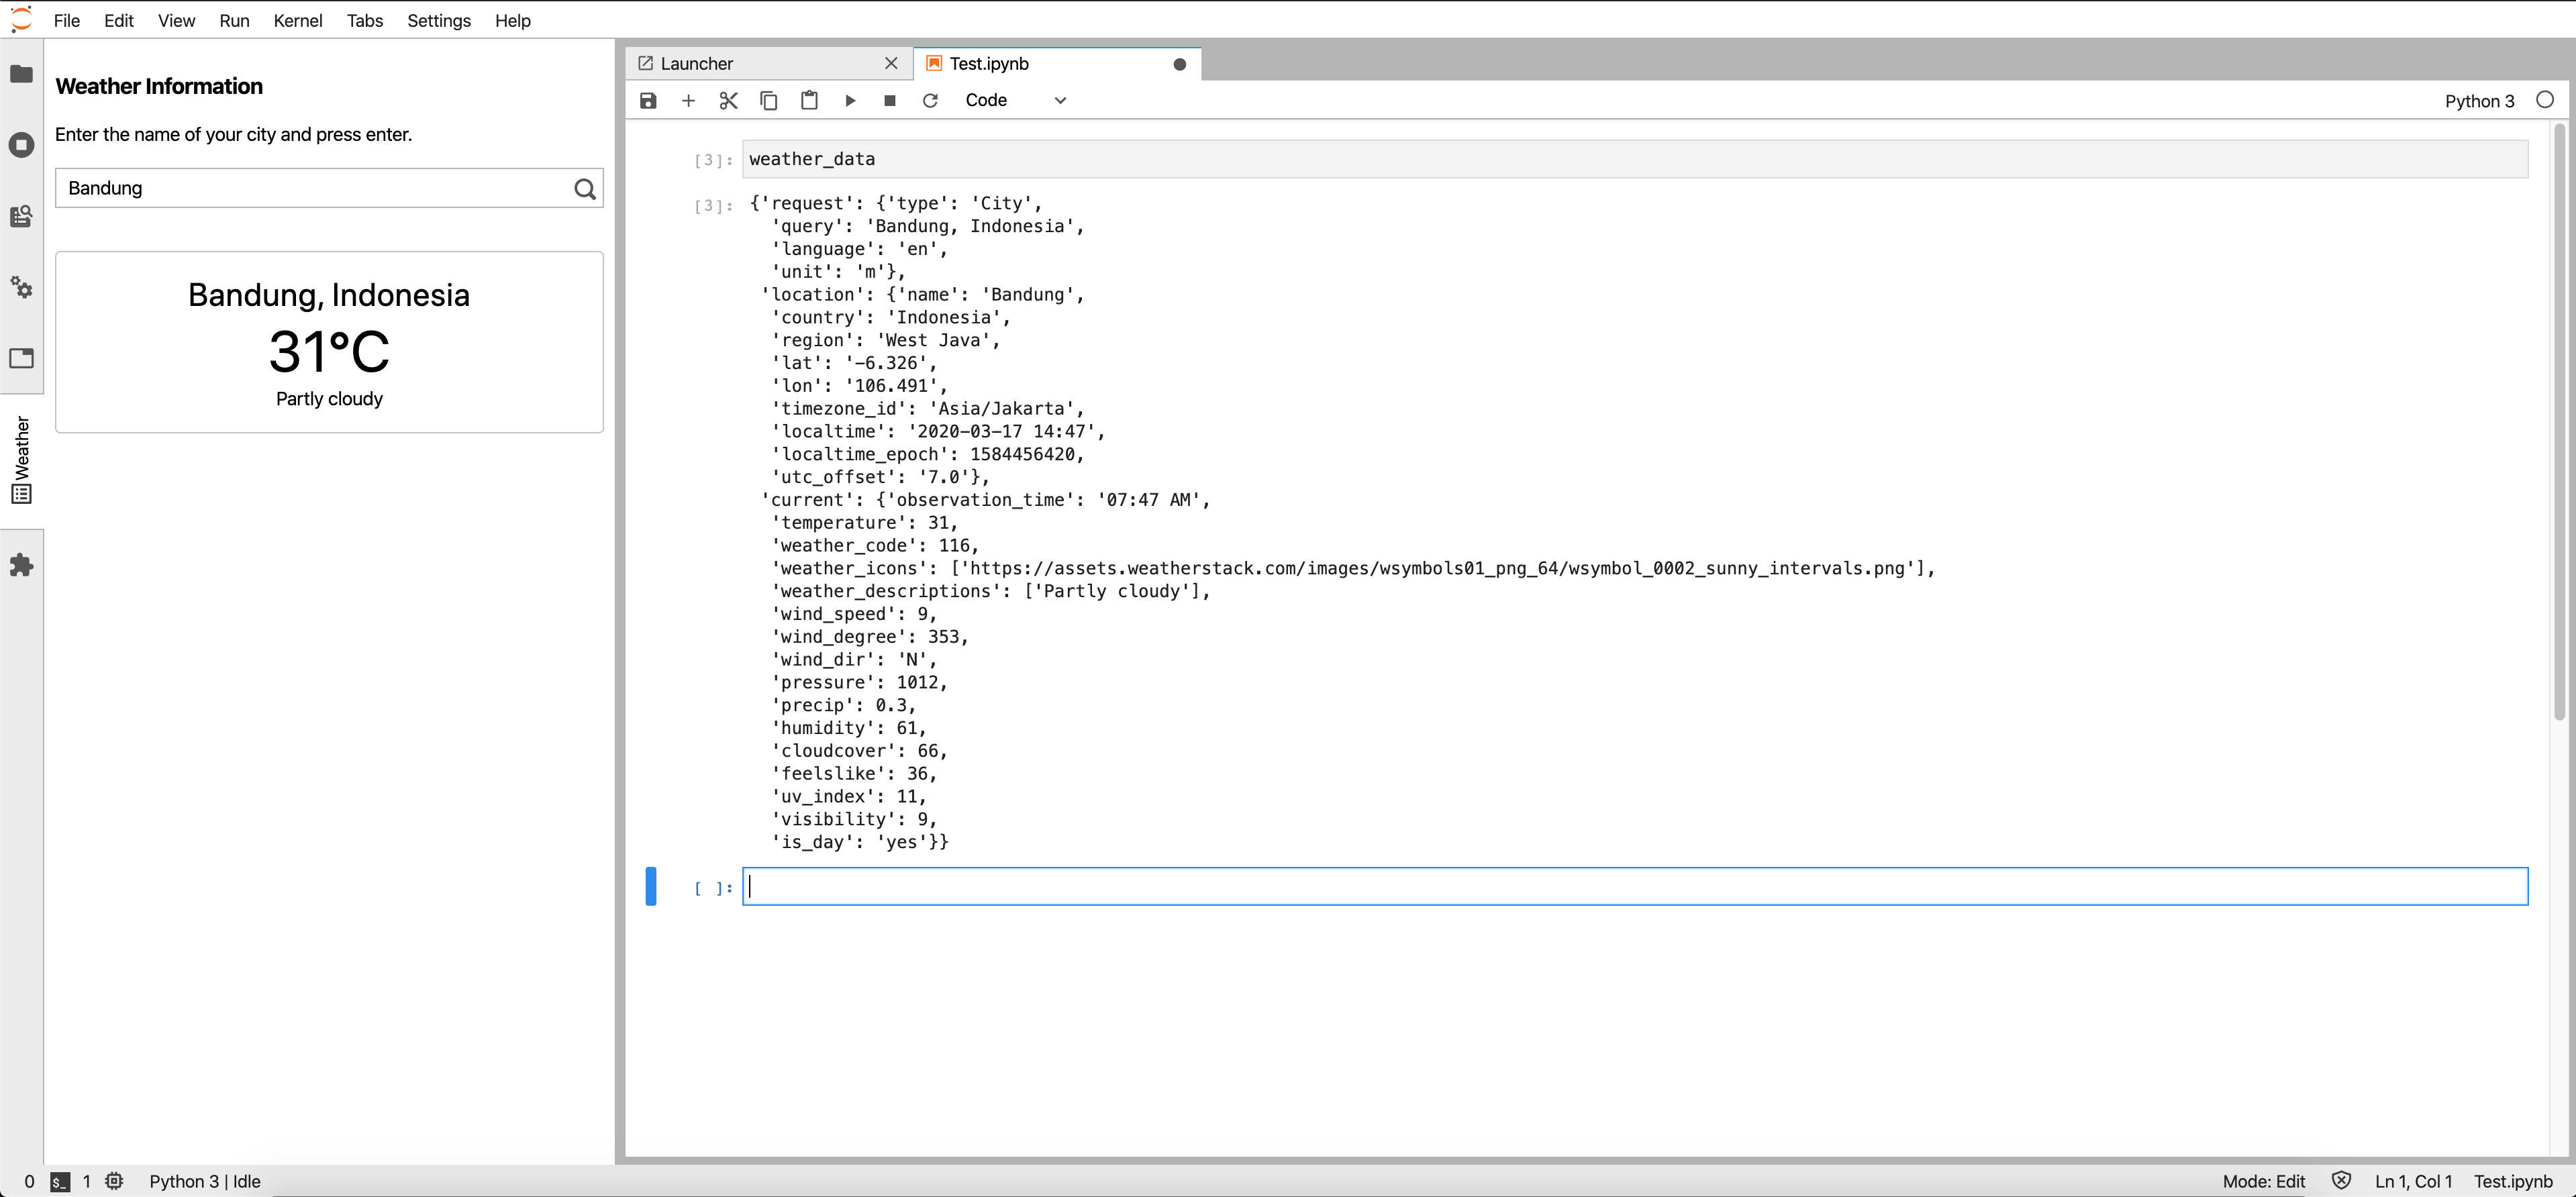 File Edit View Run Kernel Tabs Settings Help
Weather Information
Enter the name of your city and press enter.
Bandung
Bandung, Indonesia
31°C
Partly cloudy
Weather
Launcher
Test.ipynb
Code
Python 3
[3]: weather_data
[3]: {'request': {'type': 'City',
'query': 'Bandung, Indonesia',
'language': 'en',
'unit': 'm'},
'location': {'name': 'Bandung',
'country': 'Indonesia',
'region': 'West Java',
'lat': '-6.326',
'lon': '106.491',
'timezone_id': 'Asia/Jakarta',
'localtime': '2020-03-17 14:47',
'localtime_epoch': 1584456420,
'utc_offset': '7.0'},
'current': {'observation_time': '07:47 AM',
'temperature': 31,
'weather_code': 116,
'weather_icons': ['https://assets.weatherstack.com/images/wsymbols01_png_64/wsymbol_0002_sunny_intervals.png'],
'weather_descriptions': ['Partly cloudy'],
'wind_speed': 9,
'wind_degree': 353,
'wind_dir': 'N',
'pressure': 1012,
'precip': 0.3,
'humidity': 61,
'cloudcover': 66,
'feelslike': 36,
'uv_index': 11,
'visibility': 9,
'is_day': 'yes'}}
[ ]:
0 $_ 1 Python 3 | Idle
Mode: Edit Ln 1, Col 1 Test.ipynb